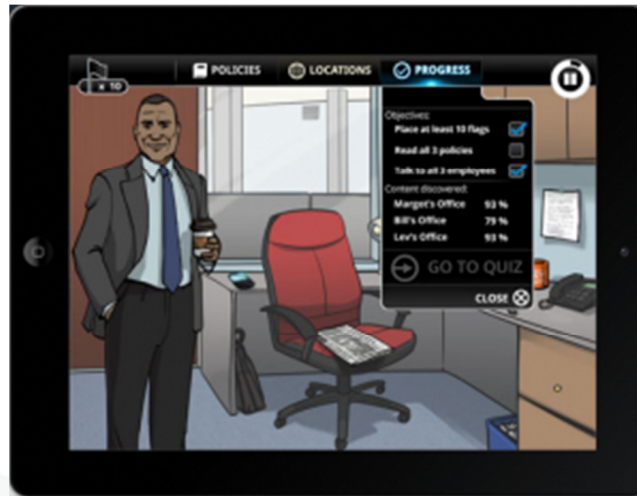 x 10
POLICIES
LOCATIONS
PROGRESS
Objectives:
Place at least 10 flags
Read all 3 policies
Talk to all 3 employees
Content discovered:
Margot's Office 93 %
Bill's Office 79 %
Lev's Office 93 %
GO TO QUIZ
CLOSE